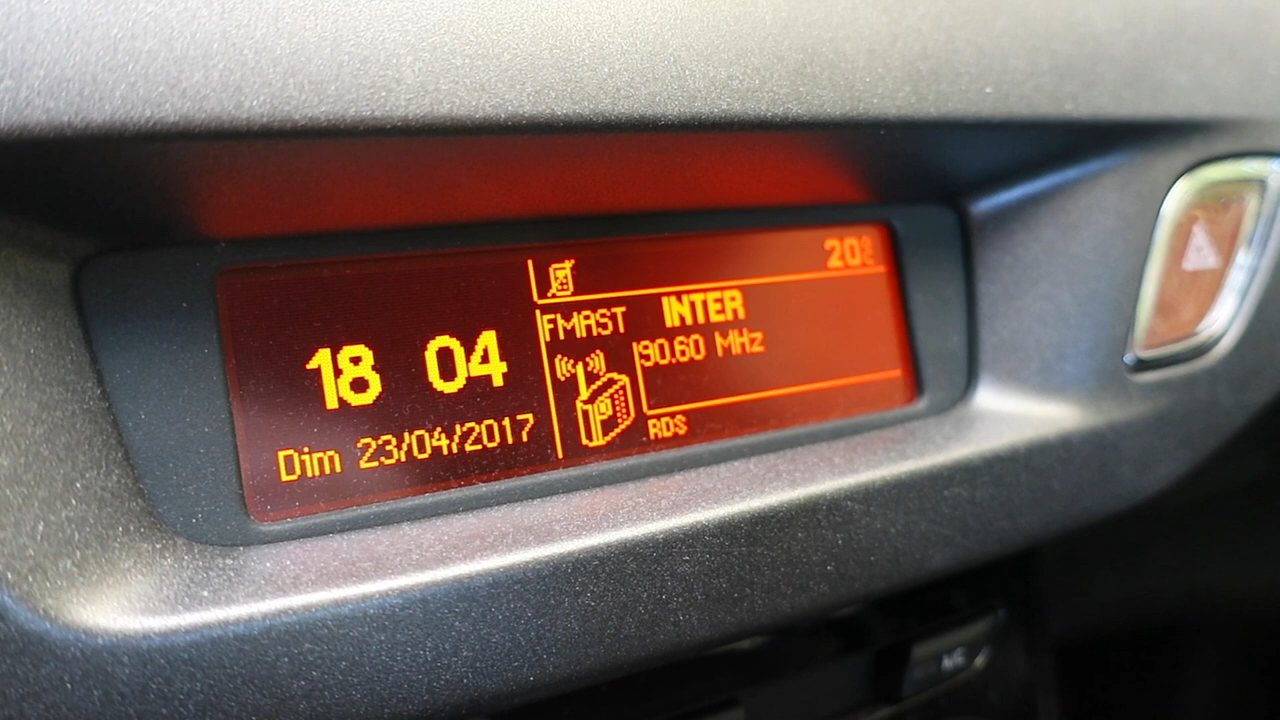 20°C
18 04
Dim 23/04/2017
FMAST INTER
90.60 MHz
RDS